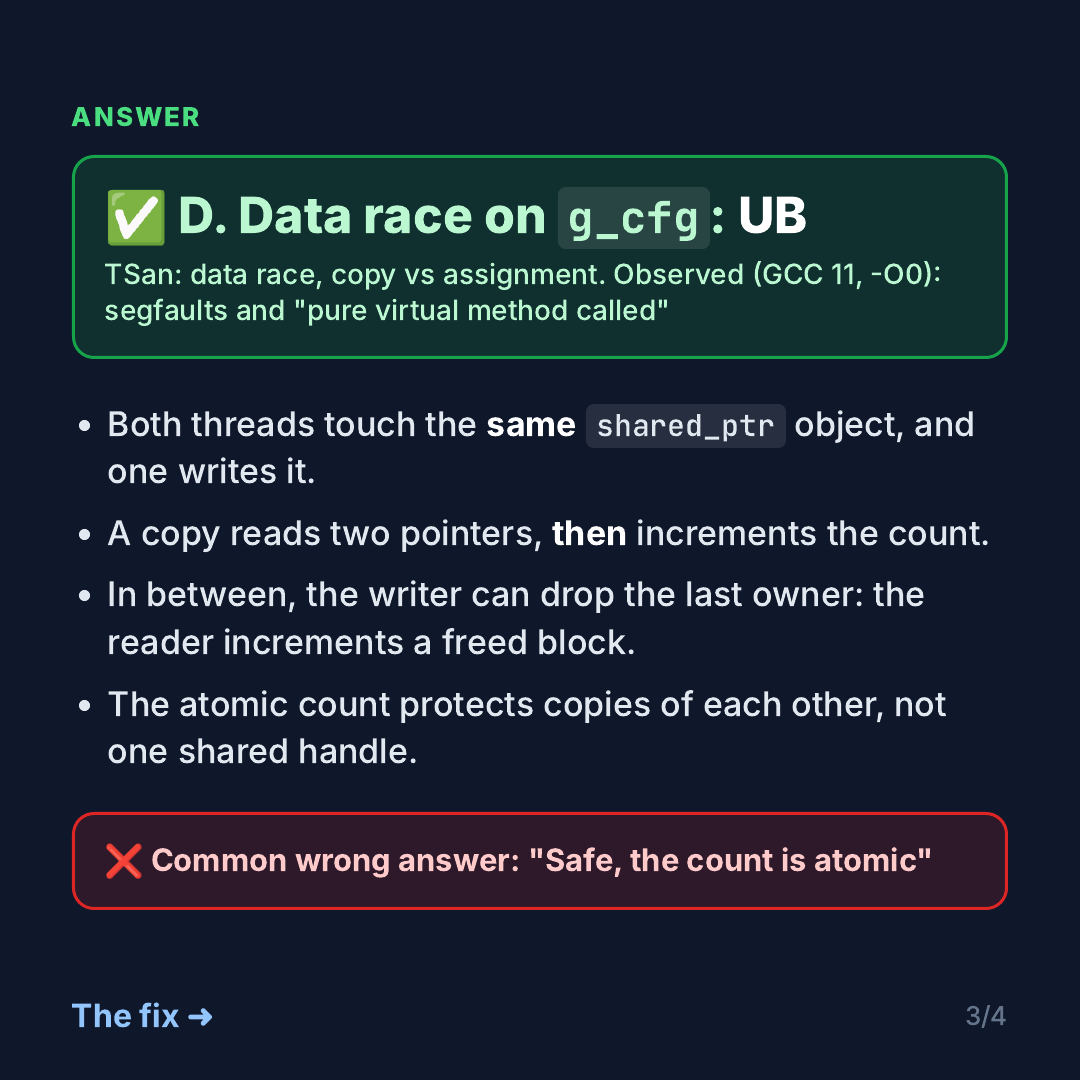 ANSWER
✅ D. Data race on g_cfg: UB
TSan: data race, copy vs assignment. Observed (GCC 11, -O0):
segfaults and "pure virtual method called"
• Both threads touch the same shared_ptr object, and
one writes it.
• A copy reads two pointers, then increments the count.
• In between, the writer can drop the last owner: the
reader increments a freed block.
• The atomic count protects copies of each other, not
one shared handle.
❌ Common wrong answer: "Safe, the count is atomic"
The fix ➜
3/4